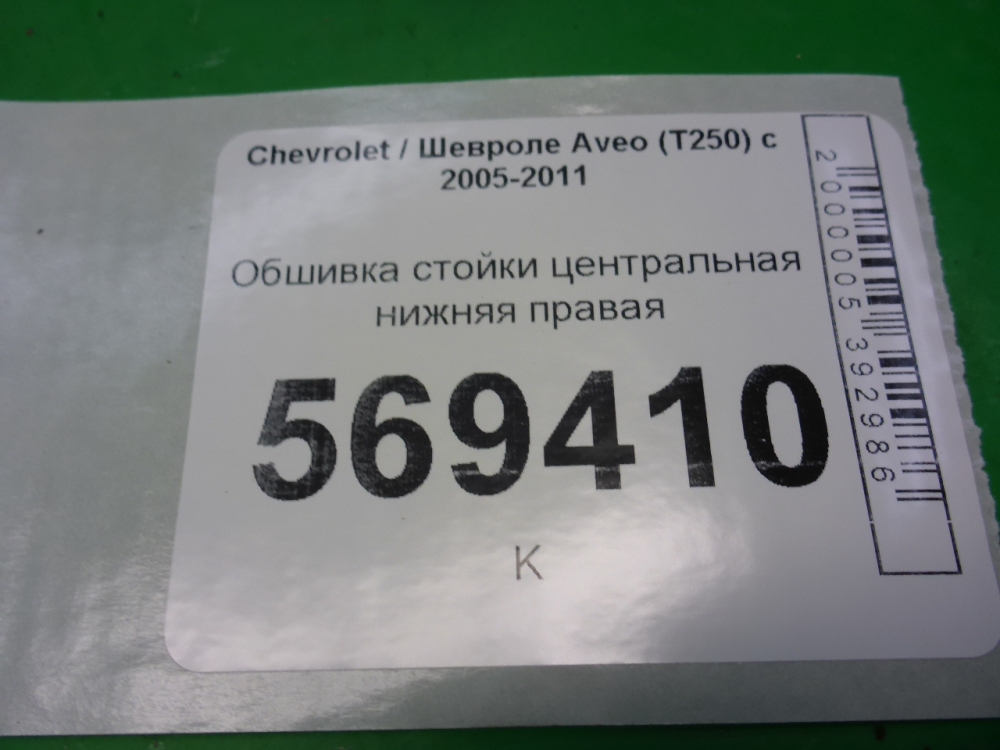 Chevrolet / Шевроле Aveo (T250) с
2005-2011
Обшивка стойки центральная
нижняя правая
569410
К
2000005392986